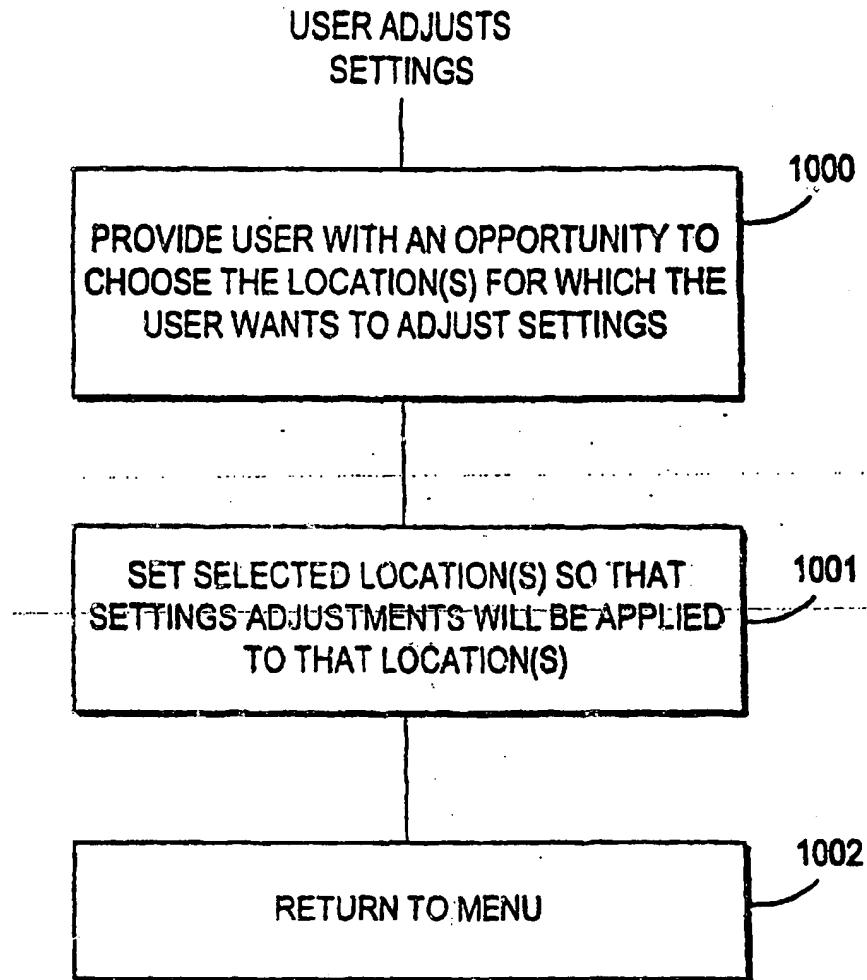 USER ADJUSTS
SETTINGS
1000
PROVIDE USER WITH AN OPPORTUNITY TO
CHOOSE THE LOCATION(S) FOR WHICH THE
USER WANTS TO ADJUST SETTINGS
1001
SET SELECTED LOCATION(S) SO THAT
SETTINGS ADJUSTMENTS WILL BE APPLIED
TO THAT LOCATION(S)
1002
RETURN TO MENU